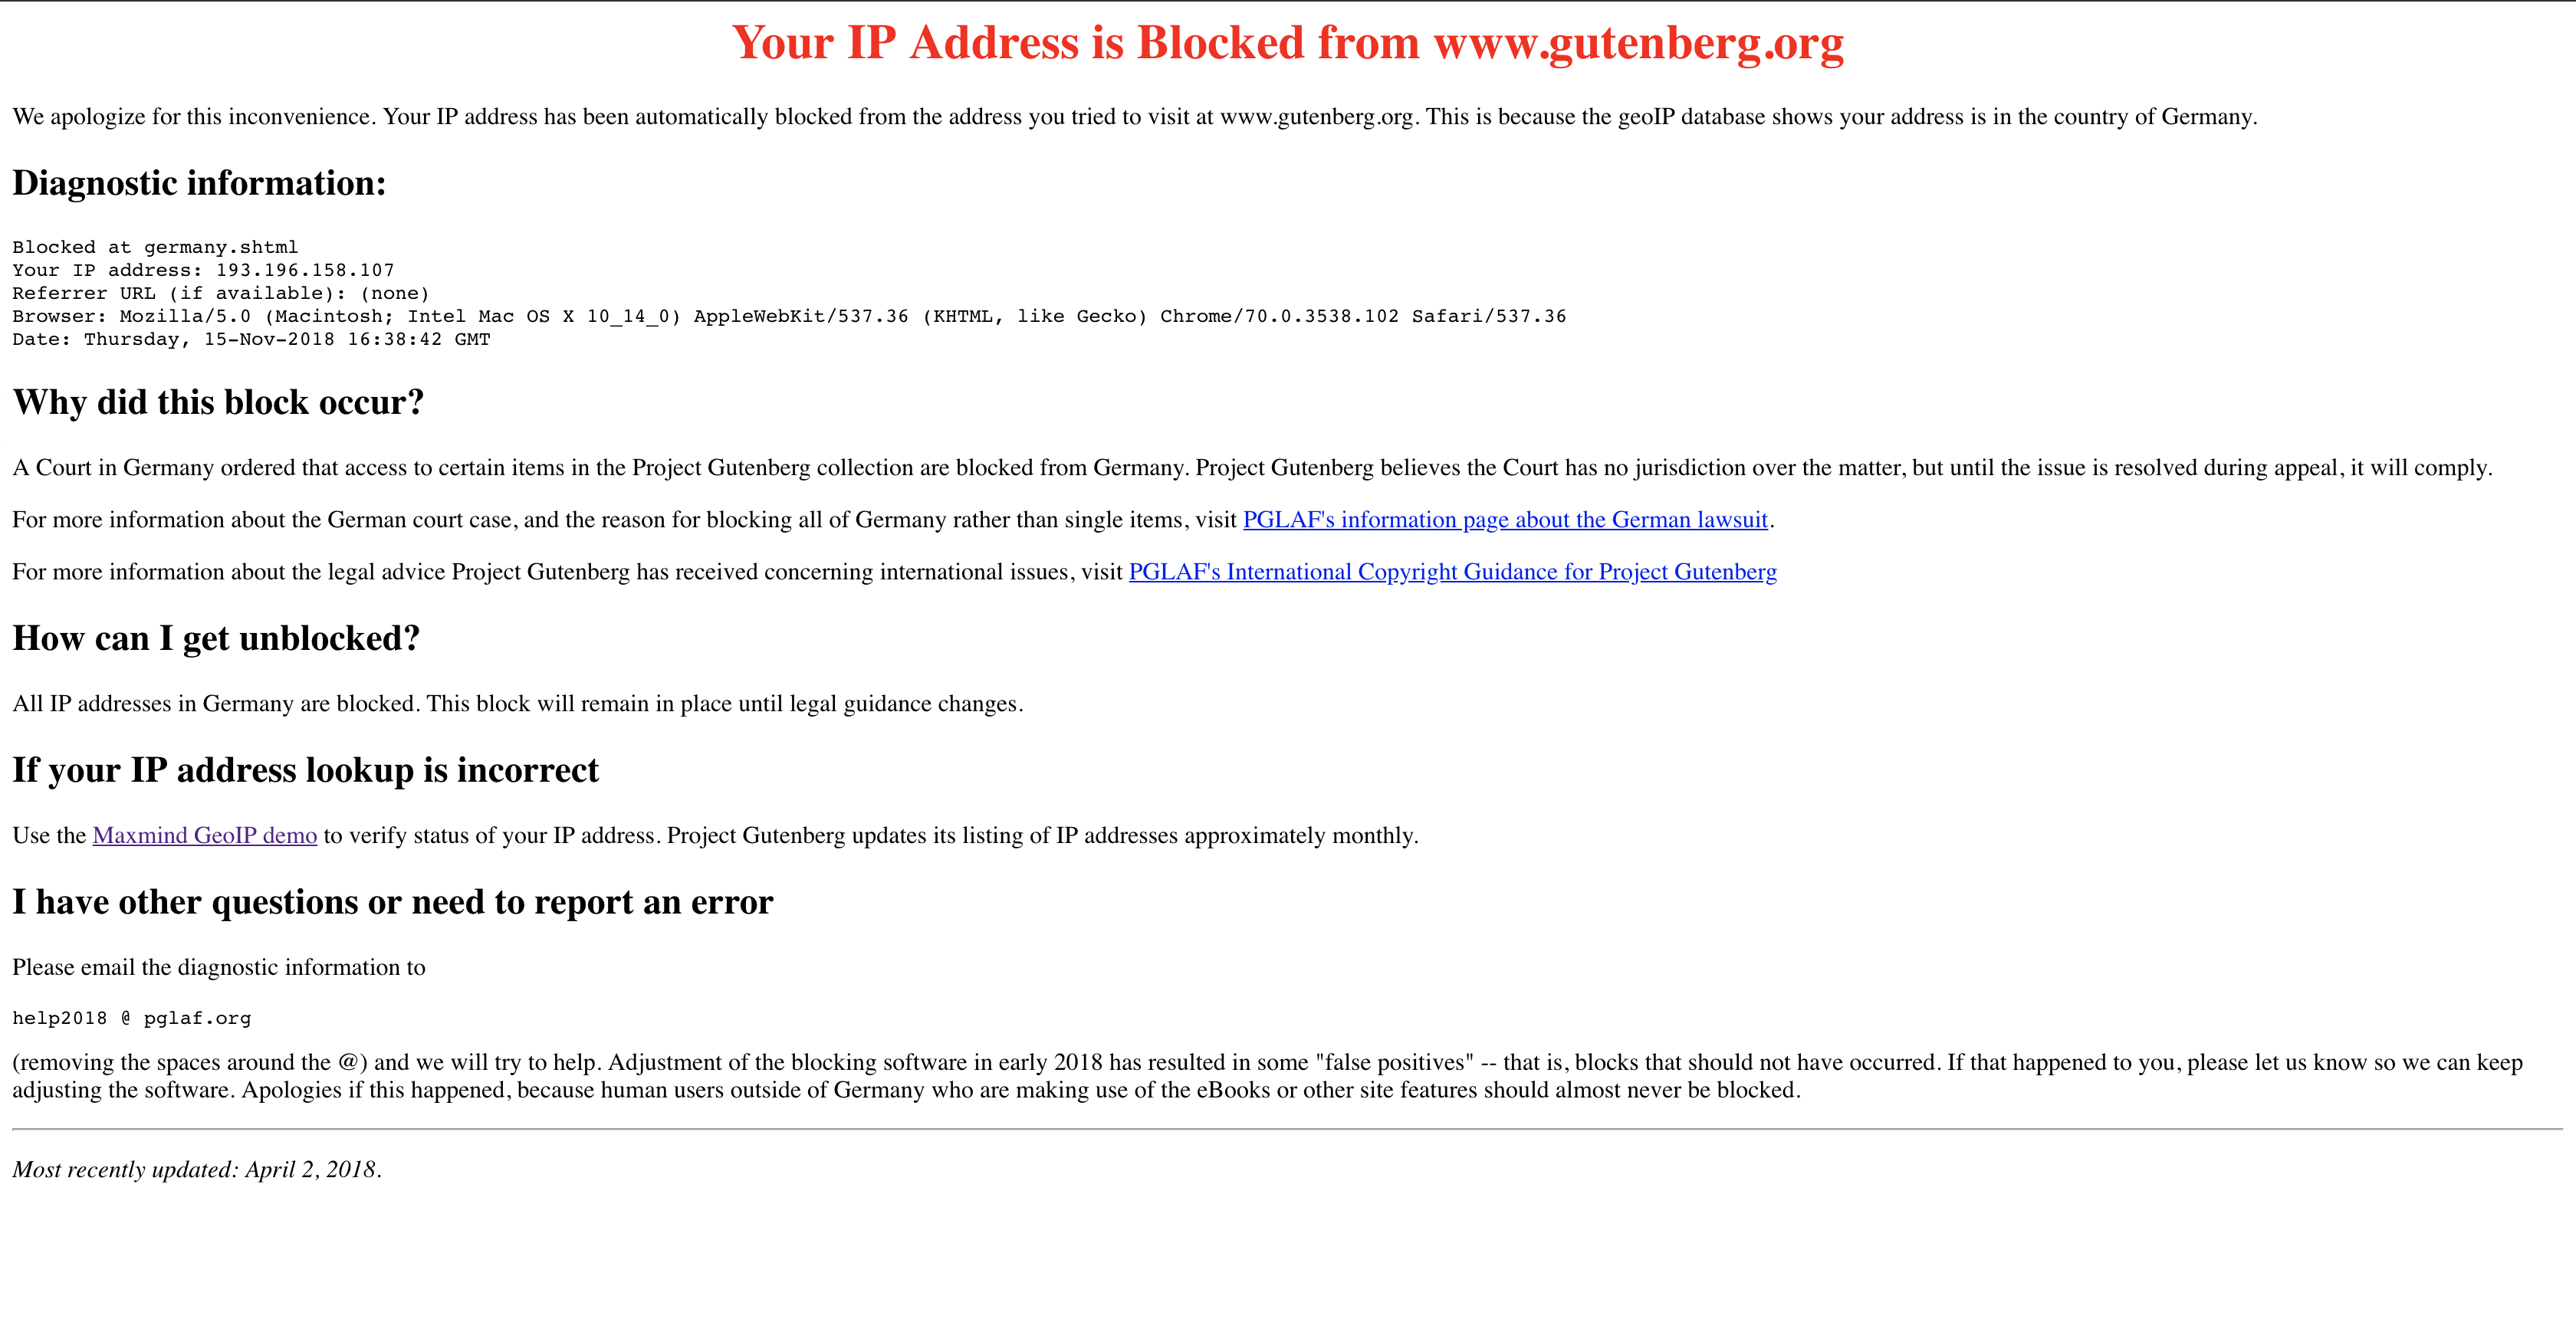 Your IP Address is Blocked from www.gutenberg.org
We apologize for this inconvenience. Your IP address has been automatically blocked from the address you tried to visit at www.gutenberg.org. This is because the geoIP database shows your address is in the country of Germany.
Diagnostic information:
Blocked at germany.shtml
Your IP address: 193.196.158.107
Referrer URL (if available): (none)
Browser: Mozilla/5.0 (Macintosh; Intel Mac OS X 10_14_0) AppleWebKit/537.36 (KHTML, like Gecko) Chrome/70.0.3538.102 Safari/537.36
Date: Thursday, 15-Nov-2018 16:38:42 GMT
Why did this block occur?
A Court in Germany ordered that access to certain items in the Project Gutenberg collection are blocked from Germany. Project Gutenberg believes the Court has no jurisdiction over the matter, but until the issue is resolved during appeal, it will comply.
For more information about the German court case, and the reason for blocking all of Germany rather than single items, visit PGLAF's information page about the German lawsuit.
For more information about the legal advice Project Gutenberg has received concerning international issues, visit PGLAF's International Copyright Guidance for Project Gutenberg
How can I get unblocked?
All IP addresses in Germany are blocked. This block will remain in place until legal guidance changes.
If your IP address lookup is incorrect
Use the Maxmind GeoIP demo to verify status of your IP address. Project Gutenberg updates its listing of IP addresses approximately monthly.
I have other questions or need to report an error
Please email the diagnostic information to
help2018 @ pglaf.org
(removing the spaces around the @) and we will try to help. Adjustment of the blocking software in early 2018 has resulted in some "false positives" -- that is, blocks that should not have occurred. If that happened to you, please let us know so we can keep
adjusting the software. Apologies if this happened, because human users outside of Germany who are making use of the eBooks or other site features should almost never be blocked.
Most recently updated: April 2, 2018.